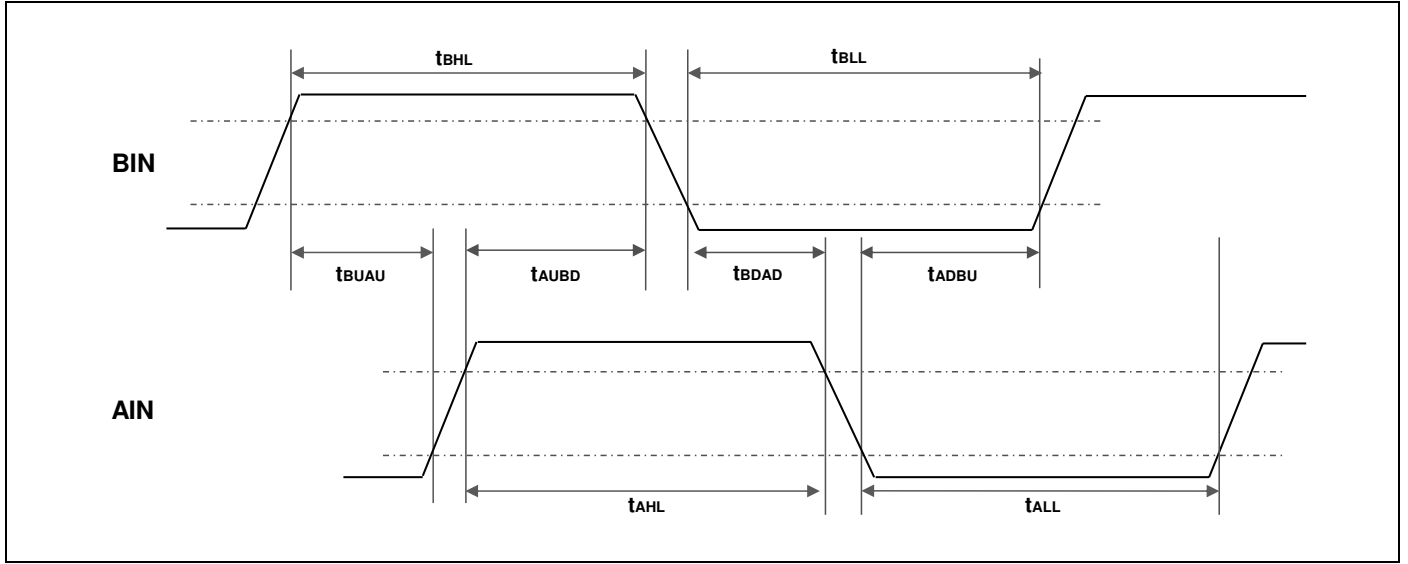 tBHL
tBLL
BIN
tBUAU
tAUBD
tBDAD
tADBU
AIN
tAHL
tALL